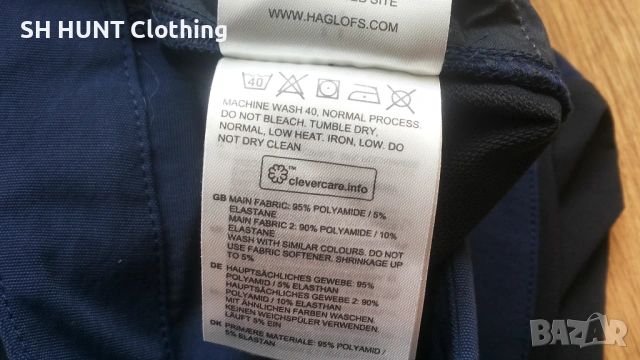 SH HUNT Clothing
SITE
WWW.HAGLOFS.COM
40
MACHINE WASH 40, NORMAL PROCESS.
DO NOT BLEACH. TUMBLE DRY,
NORMAL, LOW HEAT. IRON, LOW. DO
NOT DRY CLEAN
™
clevercare.info
GB MAIN FABRIC: 95% POLYAMIDE / 5%
ELASTANE
MAIN FABRIC 2: 90% POLYAMIDE / 10%
ELASTANE
WASH WITH SIMILAR COLOURS. DO NOT
USE FABRIC SOFTENER. SHRINKAGE UP
TO 5%
DE HAUPTSÄCHLICHES GEWEBE: 95%
POLYAMID / 5% ELASTHAN
HAUPTSÄCHLICHES GEWEBE 2: 90%
POLYAMID / 10% ELASTHAN
MIT ÄHNLICHEN FARBEN WASCHEN.
KEINEN WEICHSPÜLER VERWENDEN.
LÄUFT 5% EIN
DK PRIMÆRE MATERIALE: 95% POLYAMID /
5%
BAZAR